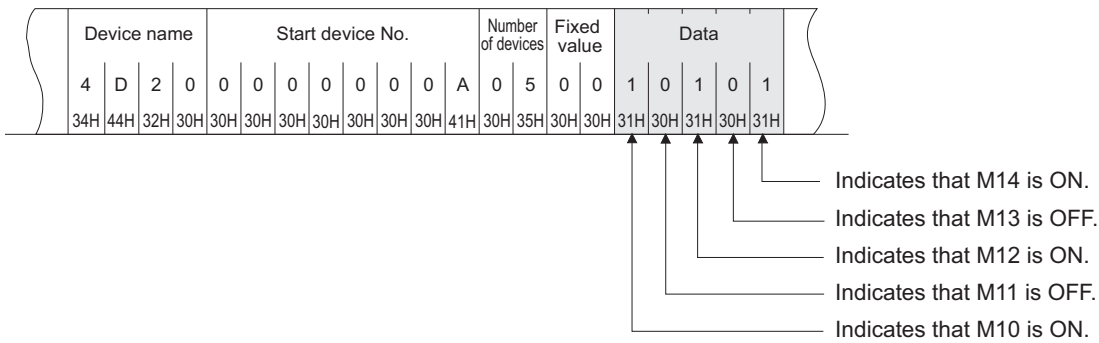 Device name Start device No. Number of devices Fixed value Data
4 D 2 0 0 0 0 0 0 0 0 A 0 5 0 0 1 0 1 0 1
34H 44H 32H 30H 30H 30H 30H 30H 30H 30H 30H 41H 30H 35H 30H 30H 31H 30H 31H 30H 31H
Indicates that M14 is ON.
Indicates that M13 is OFF.
Indicates that M12 is ON.
Indicates that M11 is OFF.
Indicates that M10 is ON.